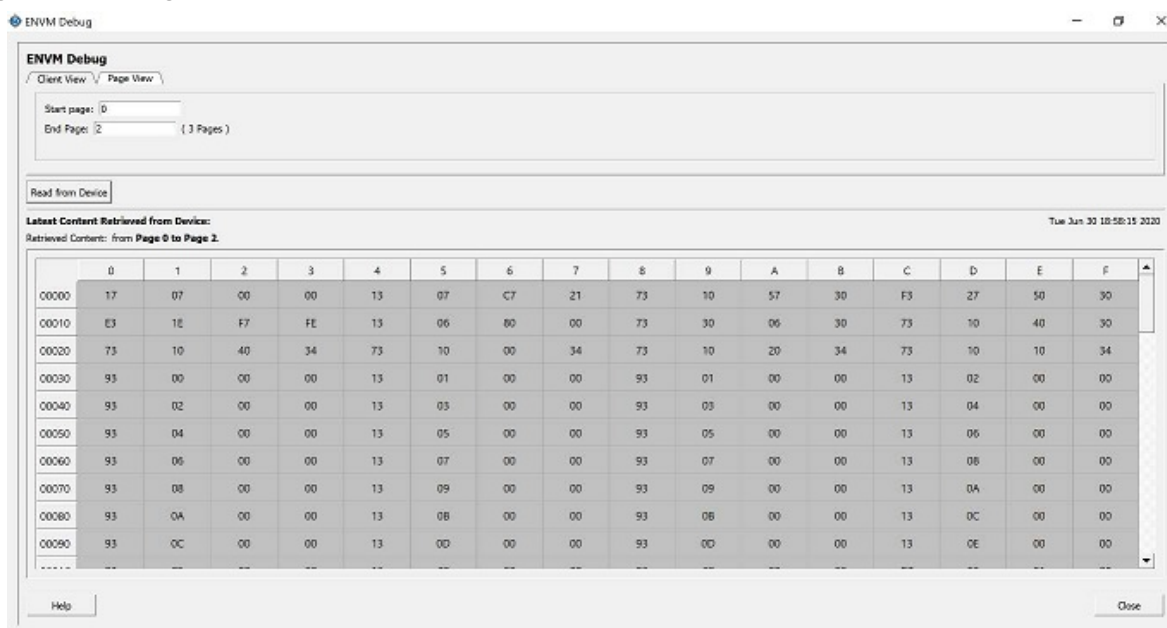 ENVM Debug
ENVM Debug
Client View Page View
Start page: 0
End Page: 2 ( 3 Pages )
Read from Device
Latest Content Retrieved from Device: Tue Jun 30 18:58:15 2020
Retrieved Content: from Page 0 to Page 2.
0 1 2 3 4 5 6 7 8 9 A B C D E F
00000 17 07 00 00 13 07 C7 21 73 10 57 30 F3 27 50 30
00010 E3 1E F7 FE 13 06 80 00 73 30 06 30 73 10 40 30
00020 73 10 40 34 73 10 00 34 73 10 20 34 73 10 10 34
00030 93 00 00 00 13 01 00 00 93 01 00 00 13 02 00 00
00040 93 02 00 00 13 03 00 00 93 03 00 00 13 04 00 00
00050 93 04 00 00 13 05 00 00 93 05 00 00 13 06 00 00
00060 93 06 00 00 13 07 00 00 93 07 00 00 13 08 00 00
00070 93 08 00 00 13 09 00 00 93 09 00 00 13 0A 00 00
00080 93 0A 00 00 13 0B 00 00 93 0B 00 00 13 0C 00 00
00090 93 0C 00 00 13 0D 00 00 93 0D 00 00 13 0E 00 00
Help Close